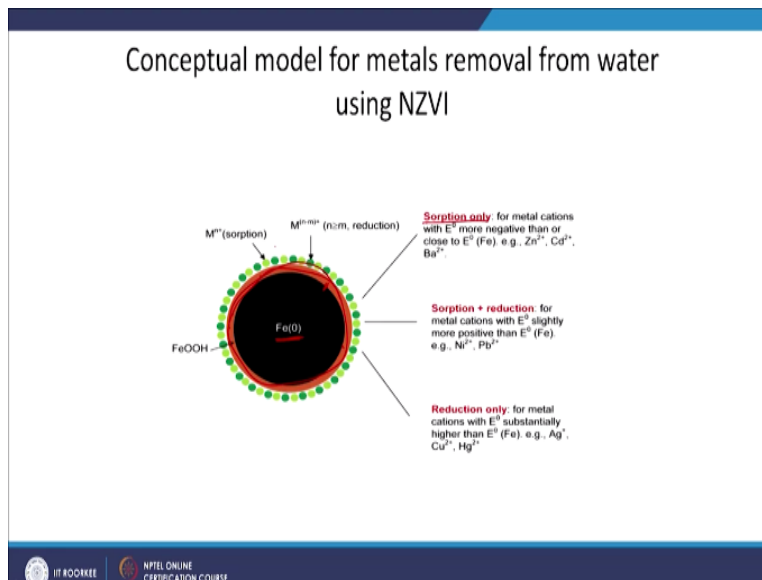 Conceptual model for metals removal from water
using NZVI
Mⁿ⁺(sorption)
M⁽ⁿ⁻ᵐ⁾⁺ (n≥m, reduction)
Fe(0)
FeOOH
Sorption only: for metal cations
with E⁰ more negative than or
close to E⁰ (Fe). e.g., Zn²⁺, Cd²⁺,
Ba²⁺.
Sorption + reduction: for
metal cations with E⁰ slightly
more positive than E⁰ (Fe).
e.g., Ni²⁺, Pb²⁺
Reduction only: for metal
cations with E⁰ substantially
higher than E⁰ (Fe). e.g., Ag⁺,
Cu²⁺, Hg²⁺
IIT ROORKEE
NPTEL ONLINE
CERTIFICATION COURSE